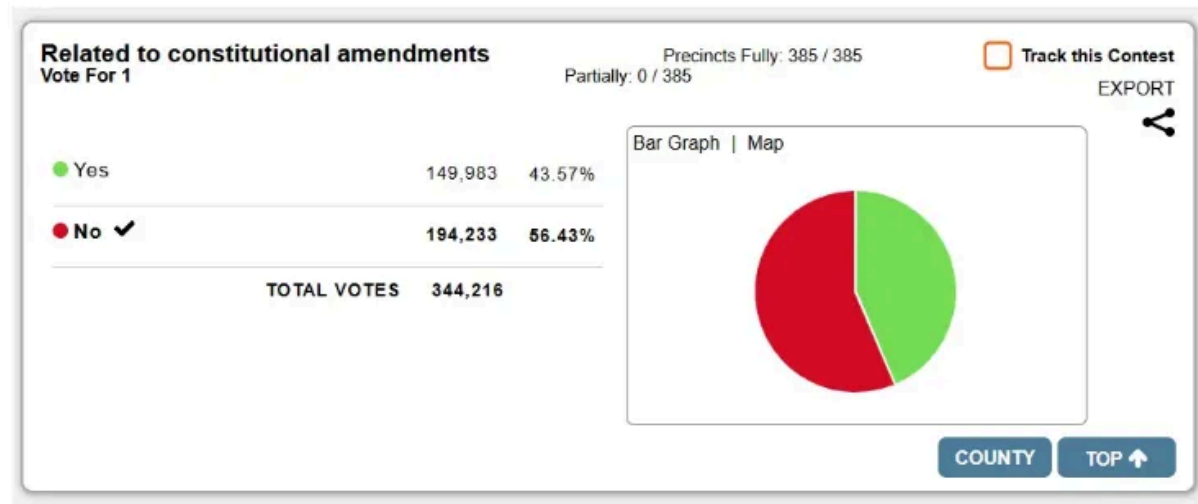 Related to constitutional amendments
Vote For 1
Precincts Fully: 385 / 385
Partially: 0 / 385
Track this Contest
EXPORT
Bar Graph | Map
Yes 149,983 43.57%
No 194,233 56.43%
TOTAL VOTES 344,216
COUNTY
TOP